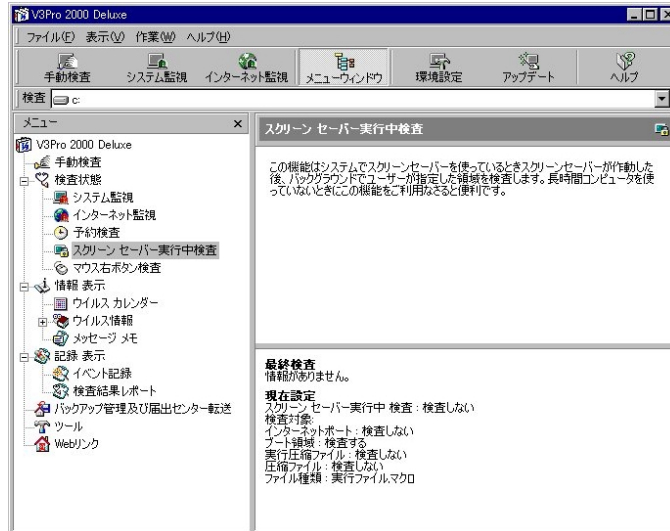 V3Pro 2000 Deluxe
ファイル(F) 表示(V) 作業(W) ヘルプ(H)
手動検査 システム監視 インターネット監視 メニューウィンドウ 環境設定 アップデート ヘルプ
検査 c:
メニュー
V3Pro 2000 Deluxe
手動検査
検査状態
システム監視
インターネット監視
予約検査
スクリーン セーバー実行中検査
マウス右ボタン検査
情報 表示
ウイルス カレンダー
ウイルス情報
メッセージ メモ
記録 表示
イベント記録
検査結果レポート
バックアップ管理及び届出センター転送
ツール
Webリンク
スクリーン セーバー実行中検査
この機能はシステムでスクリーンセーバーを使っているときスクリーンセーバーが作動した
後、バックグラウンドでユーザーが指定した領域を検査します。長時間コンピュータを使
っていないときにこの機能をご利用なさると便利です。
最終検査
情報がありません。
現在設定
スクリーン セーバー実行中 検査 : 検査しない
検査対象:
インターネットポート : 検査しない
ブート領域 : 検査する
実行圧縮ファイル : 検査しない
圧縮ファイル : 検査しない
ファイル種類 : 実行ファイル,マクロ